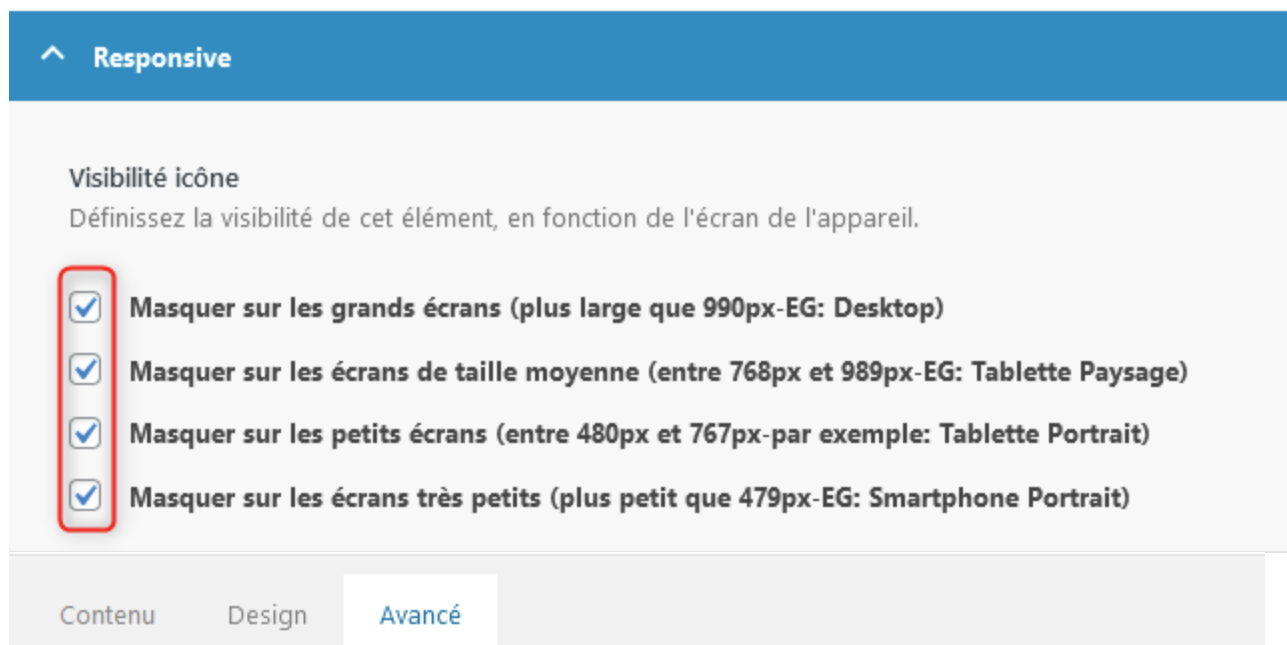 Responsive
Visibilité icône
Définissez la visibilité de cet élément, en fonction de l'écran de l'appareil.
Masquer sur les grands écrans (plus large que 990px-EG: Desktop)
Masquer sur les écrans de taille moyenne (entre 768px et 989px-EG: Tablette Paysage)
Masquer sur les petits écrans (entre 480px et 767px-par exemple: Tablette Portrait)
Masquer sur les écrans très petits (plus petit que 479px-EG: Smartphone Portrait)
Contenu Design Avancé